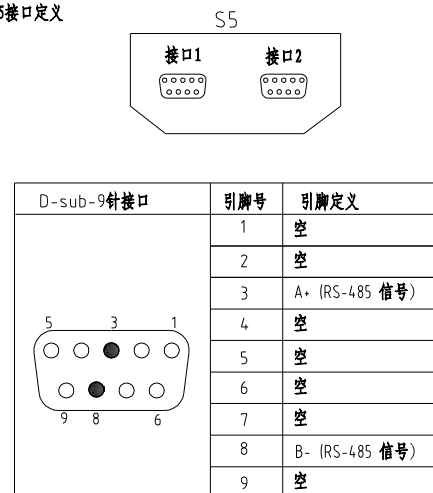 接口定义
S5
接口1 接口2
D-sub-9针接口 引脚号 引脚定义
1 空
2 空
3 A+ (RS-485 信号)
4 空
5 空
6 空
7 空
8 B- (RS-485 信号)
9 空
5 3 1
9 8 6